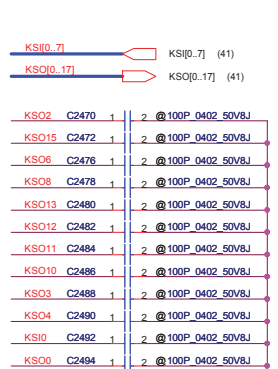 KSI[0..7] KSI[0..7] (41)
KSO[0..17] KSO[0..17] (41)
KSO2 C2470 1 2 @100P_0402_50V8J
KSO15 C2472 1 2 @100P_0402_50V8J
KSO6 C2476 1 2 @100P_0402_50V8J
KSO8 C2478 1 2 @100P_0402_50V8J
KSO13 C2480 1 2 @100P_0402_50V8J
KSO12 C2482 1 2 @100P_0402_50V8J
KSO11 C2484 1 2 @100P_0402_50V8J
KSO10 C2486 1 2 @100P_0402_50V8J
KSO3 C2488 1 2 @100P_0402_50V8J
KSO4 C2490 1 2 @100P_0402_50V8J
KSI0 C2492 1 2 @100P_0402_50V8J
KSO0 C2494 1 2 @100P_0402_50V8J